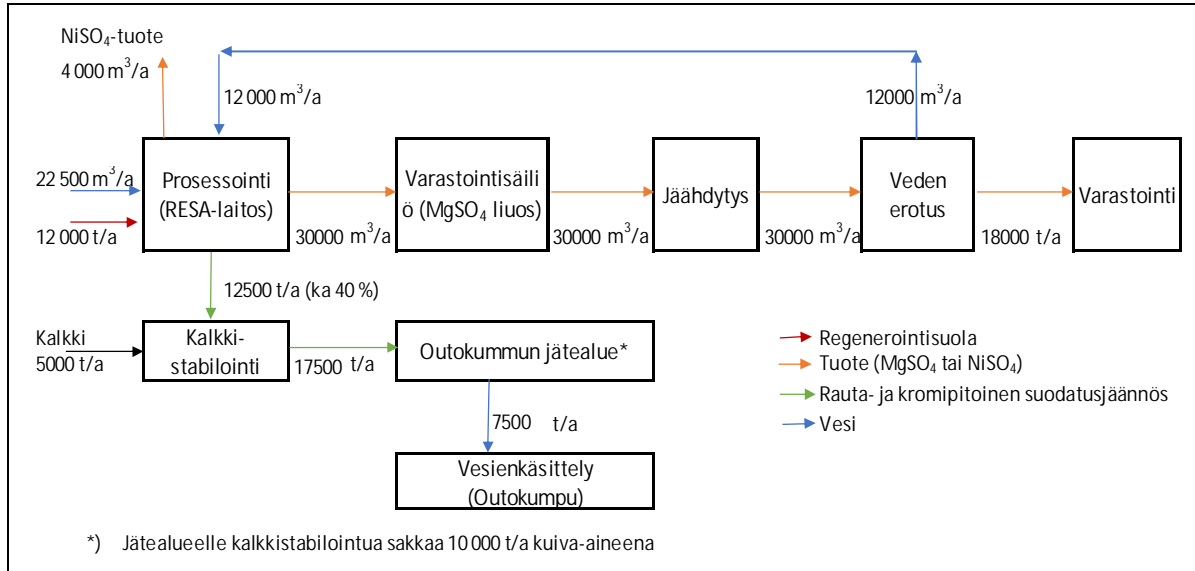 NiSO₄-tuote
4 000 m³/a
12 000 m³/a
12000 m³/a
22 500 m³/a
12 000 t/a
Prosessointi
(RESA-laitos)
30000 m³/a
Varastointisäili
ö (MgSO₄ liuos)
30000 m³/a
Jäähdytys
30000 m³/a
Veden
erotus
18000 t/a
Varastointi
12500 t/a (ka 40 %)
Kalkki
5000 t/a
Kalkki-
stabilointi
17500 t/a
Outokummun jätealue*
7500 t/a
Vesienkäsittely
(Outokumpu)
Regenerointisuola
Tuote (MgSO₄ tai NiSO₄)
Rauta- ja kromipitoinen suodatusjäännös
Vesi
*) Jätealueelle kalkkistabilointua sakkaa 10 000 t/a kuiva-aineena